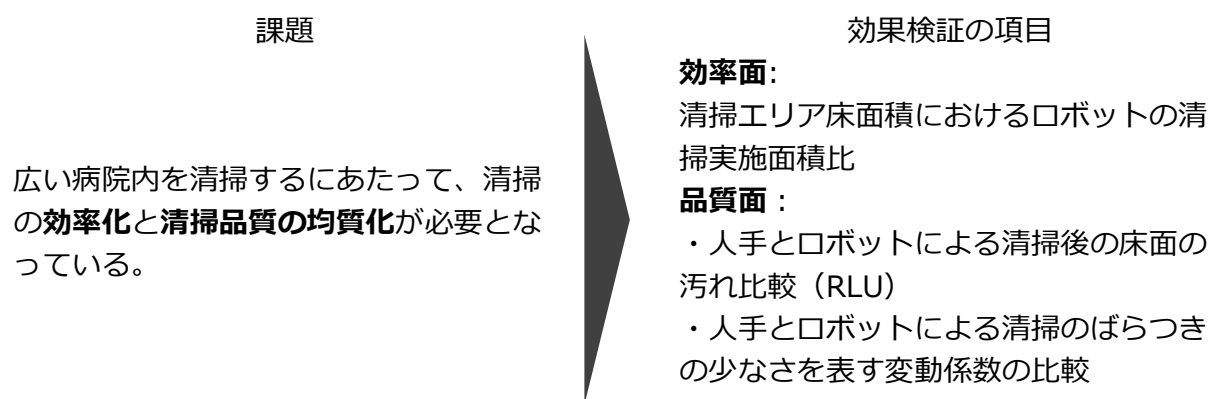 課題
広い病院内を清掃するにあたって、清掃
の効率化と清掃品質の均質化が必要とな
っている。
効果検証の項目
効率面:
清掃エリア床面積におけるロボットの清
掃実施面積比
品質面：
・人手とロボットによる清掃後の床面の
汚れ比較（RLU）
・人手とロボットによる清掃のばらつき
の少なさを表す変動係数の比較